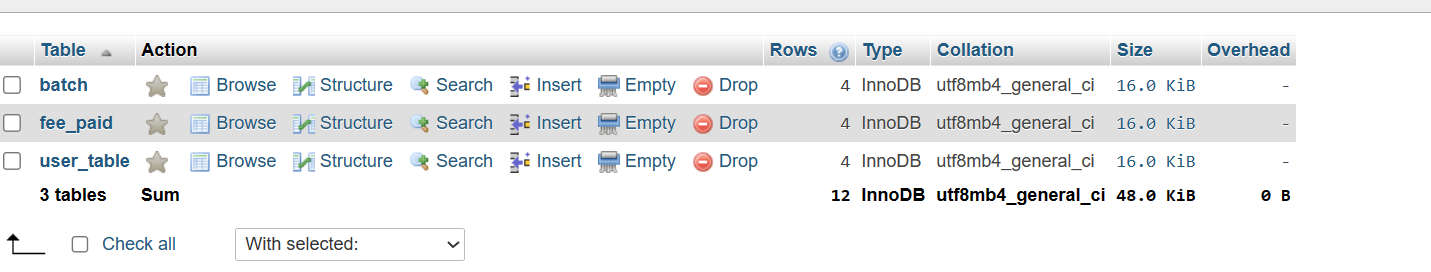 Table Action Rows Type Collation Size Overhead
batch Browse Structure Search Insert Empty Drop 4 InnoDB utf8mb4_general_ci 16.0 KiB -
fee_paid Browse Structure Search Insert Empty Drop 4 InnoDB utf8mb4_general_ci 16.0 KiB -
user_table Browse Structure Search Insert Empty Drop 4 InnoDB utf8mb4_general_ci 16.0 KiB -
3 tables Sum 12 InnoDB utf8mb4_general_ci 48.0 KiB 0 B
Check all With selected: